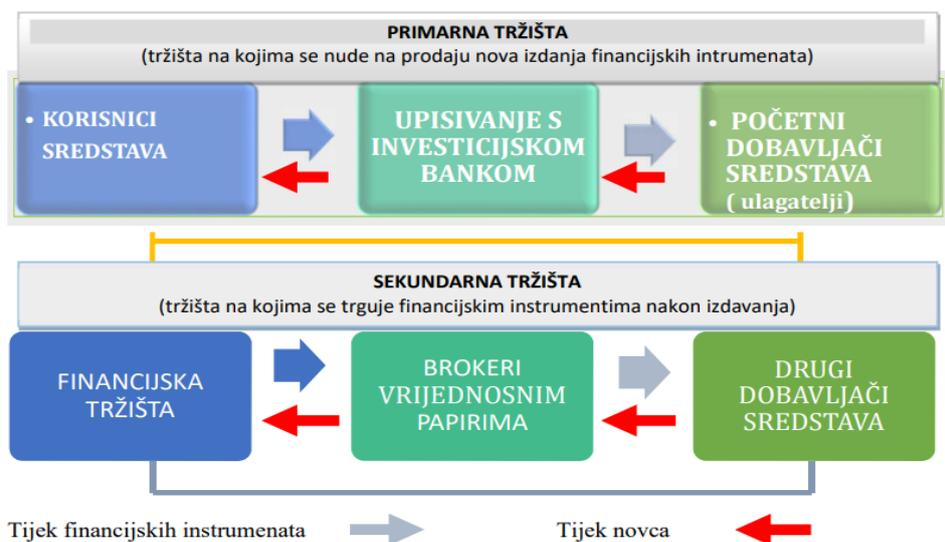 PRIMARNA TRŽIŠTA
(tržišta na kojima se nude na prodaju nova izdanja financijskih intrumenata)
• KORISNICI
SREDSTAVA
UPISIVANJE S
INVESTICIJSKOM
BANKOM
• POČETNI
DOBAVLJAČI
SREDSTAVA
( ulagatelji)
SEKUNDARNA TRŽIŠTA
(tržišta na kojima se trguje financijskim instrumentima nakon izdavanja)
FINANCIJSKA
TRŽIŠTA
BROKERI
VRIJEDNOSNIM
PAPIRIMA
DRUGI
DOBAVLJAČI
SREDSTAVA
Tijek financijskih instrumenata
Tijek novca